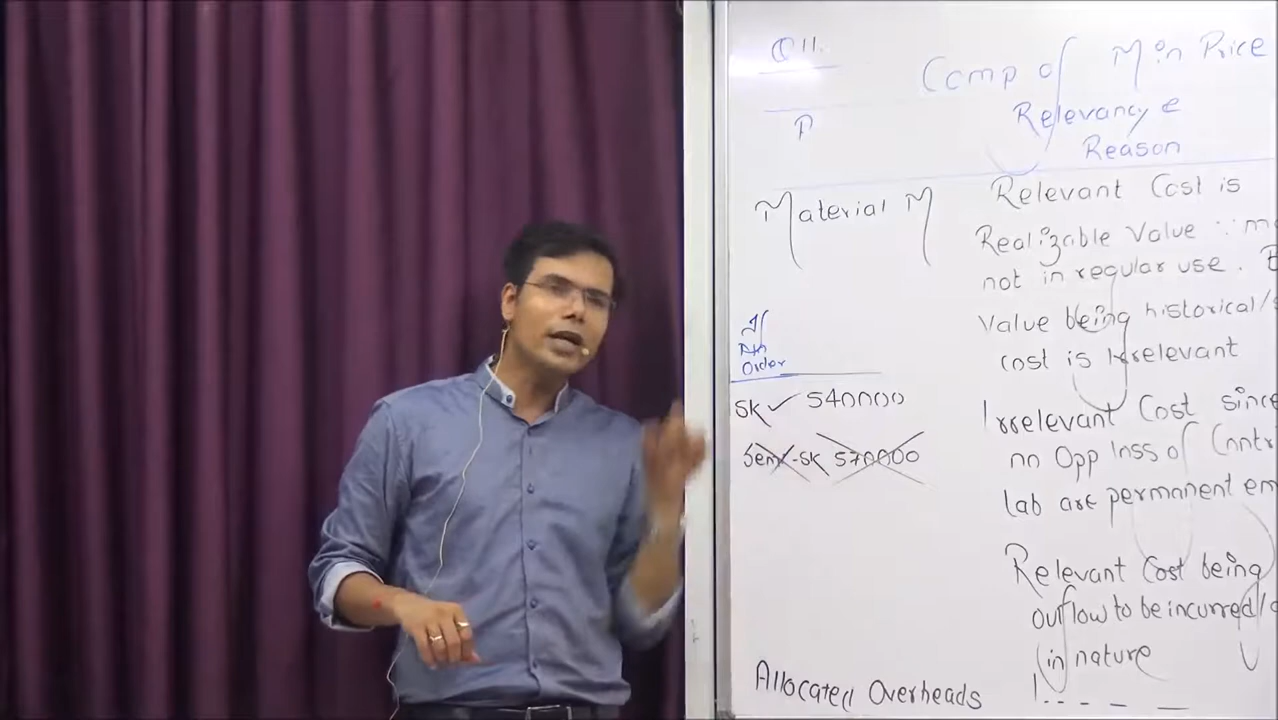 Q11.
Comp of Min Price
P
Relevancy &
Reason
Material M
Relevant Cost is
Realizable Value ∵ m
not in regular use. B
Value being historical/s
cost is Irrelevant
Order
SK ✓ 540000
Irrelevant Cost since
Semi-SK 570000
no Opp loss of Contr
lab are permanent em
Relevant Cost being
outflow to be incurred/
in nature
Allocated Overheads